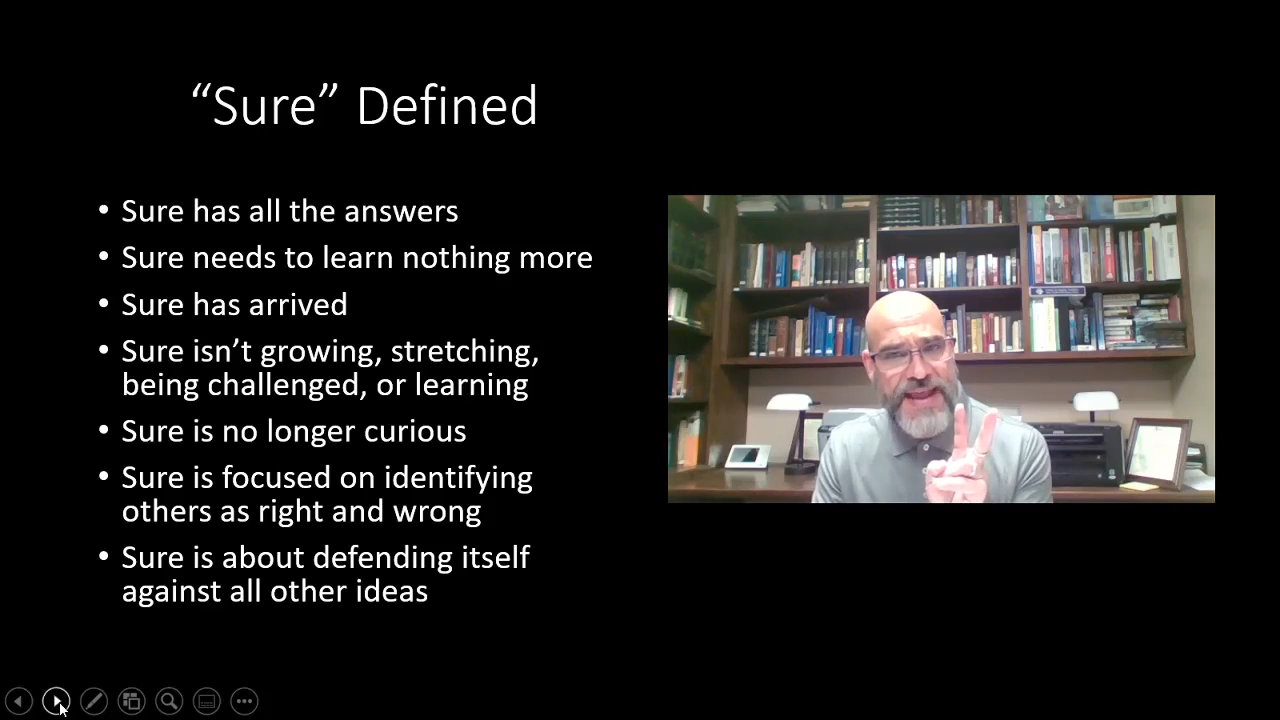 “Sure” Defined
• Sure has all the answers
• Sure needs to learn nothing more
• Sure has arrived
• Sure isn’t growing, stretching,
being challenged, or learning
• Sure is no longer curious
• Sure is focused on identifying
others as right and wrong
• Sure is about defending itself
against all other ideas